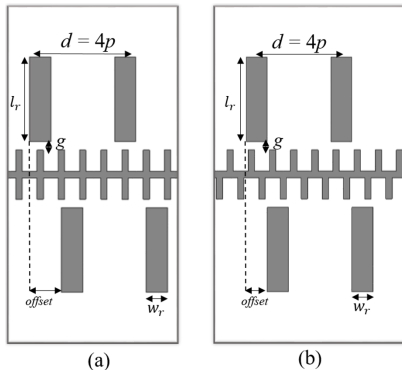 d = 4p
l_r
g
offset
w_r
(a)
d = 4p
l_r
g
offset
w_r
(b)